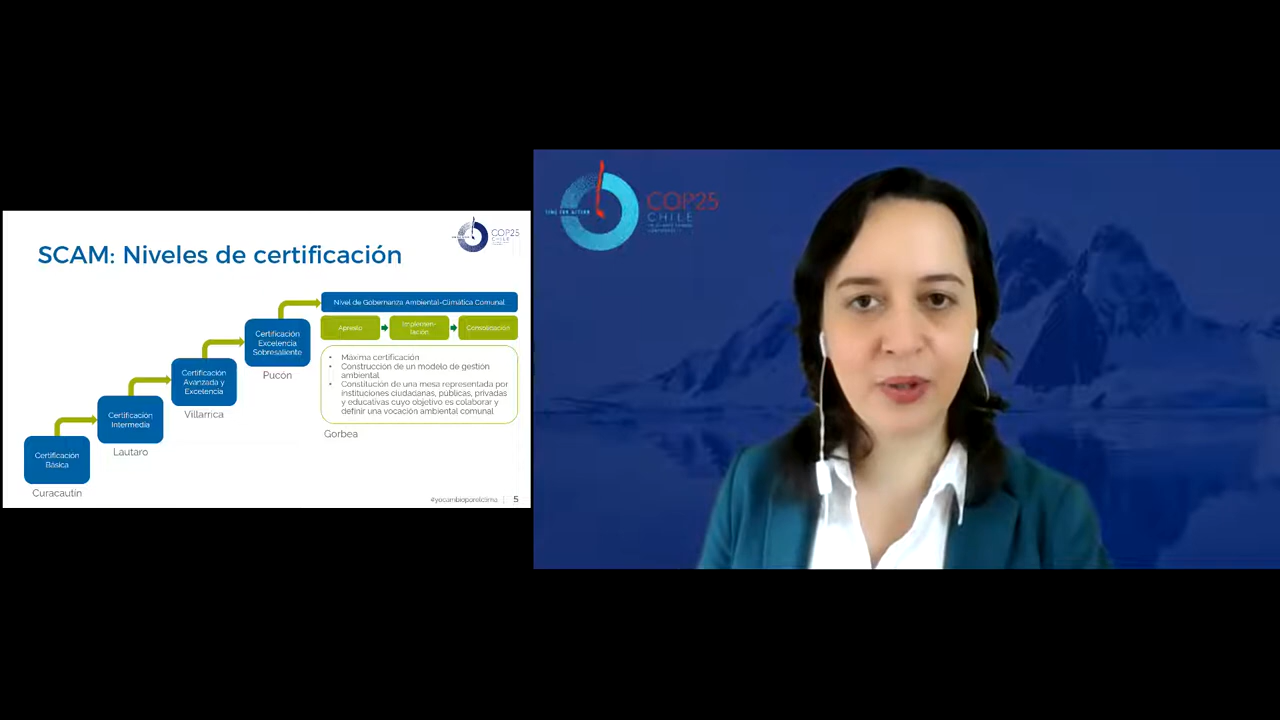 COP25
CHILE
SCAM: Niveles de certificación
Nivel de Gobernanza Ambiental-Climática Comunal
Apresto
Implemen-
tación
Consolidación
• Máxima certificación
• Construcción de un modelo de gestión
ambiental
• Constitución de una mesa representada por
instituciones ciudadanas, públicas, privadas
y educativas cuyo objetivo es colaborar y
definir una vocación ambiental comunal
Gorbea
Certificación
Excelencia
Sobresaliente
Pucón
Certificación
Avanzada y
Excelencia
Villarrica
Certificación
Intermedia
Lautaro
Certificación
Básica
Curacautín
#yocambioporelclima | 5
TIME FOR ACTION
COP25
CHILE